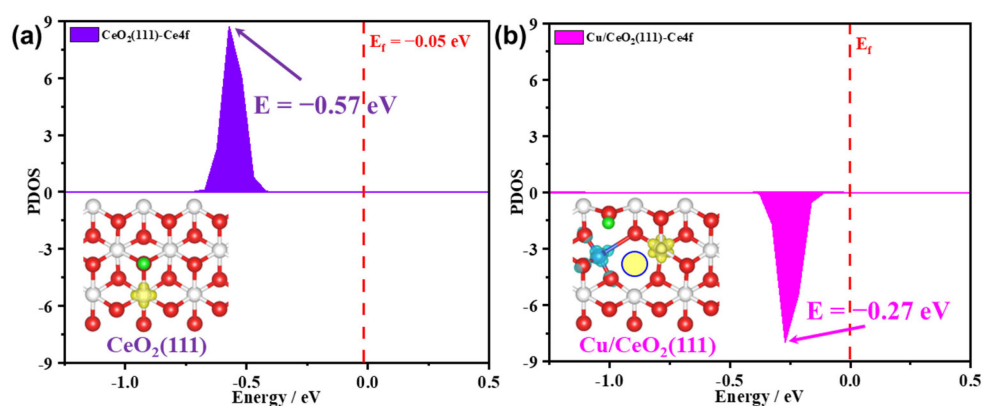 (a)
CeO₂(111)-Ce4f
E_f = −0.05 eV
E = −0.57 eV
CeO₂(111)
PDOS
9
6
3
0
-3
-6
-9
-1.0
-0.5
0.0
0.5
Energy / eV
(b)
Cu/CeO₂(111)-Ce4f
E_f
E = −0.27 eV
Cu/CeO₂(111)
PDOS
9
6
3
0
-3
-6
-9
-1.0
-0.5
0.0
0.5
Energy / eV